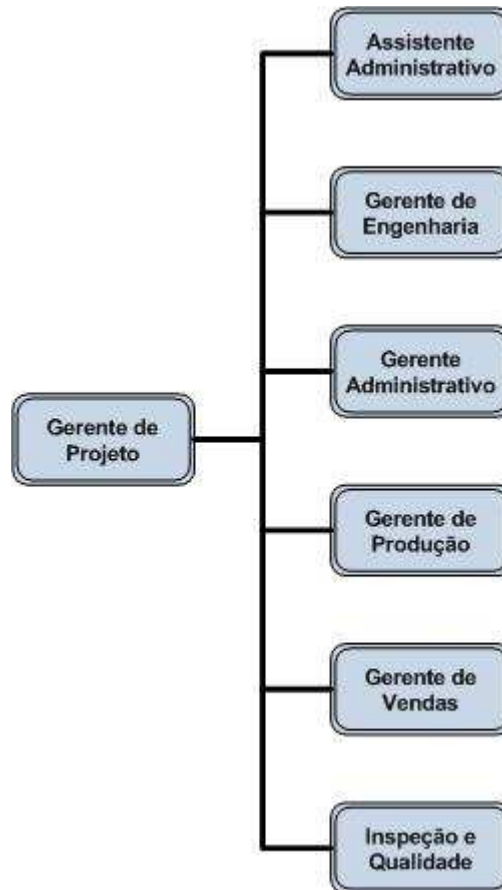 Assistente
Administrativo
Gerente de
Engenharia
Gerente
Administrativo
Gerente de
Projeto
Gerente de
Produção
Gerente de
Vendas
Inspeção e
Qualidade